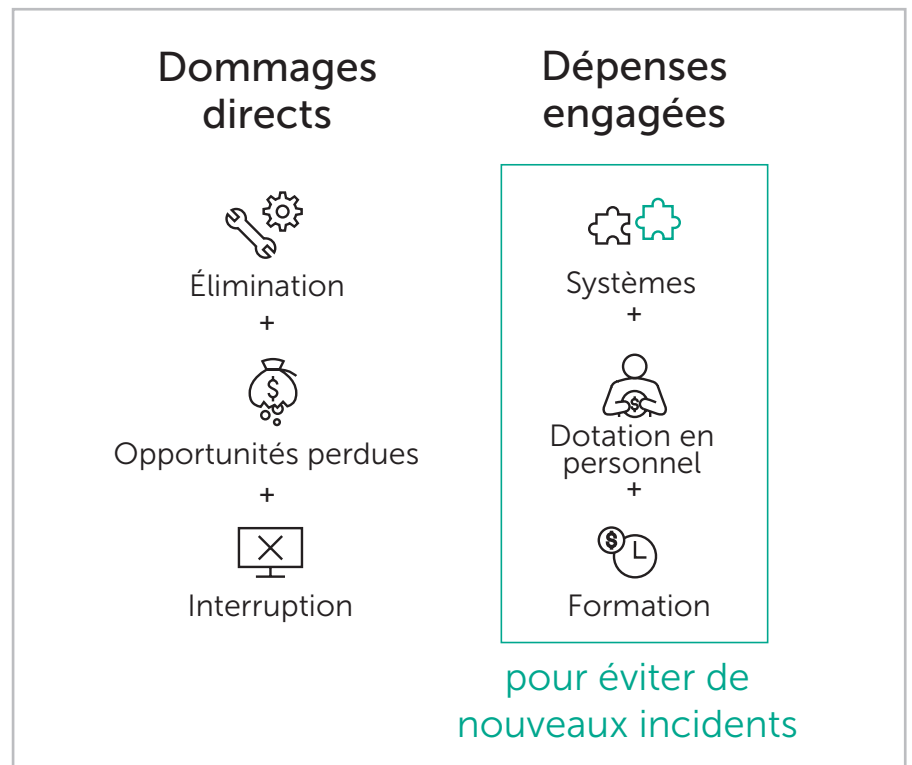 Dommages
directs
Élimination
+
Opportunités perdues
+
Interruption
Dépenses
engagées
Systèmes
+
Dotation en
personnel
+
Formation
pour éviter de
nouveaux incidents